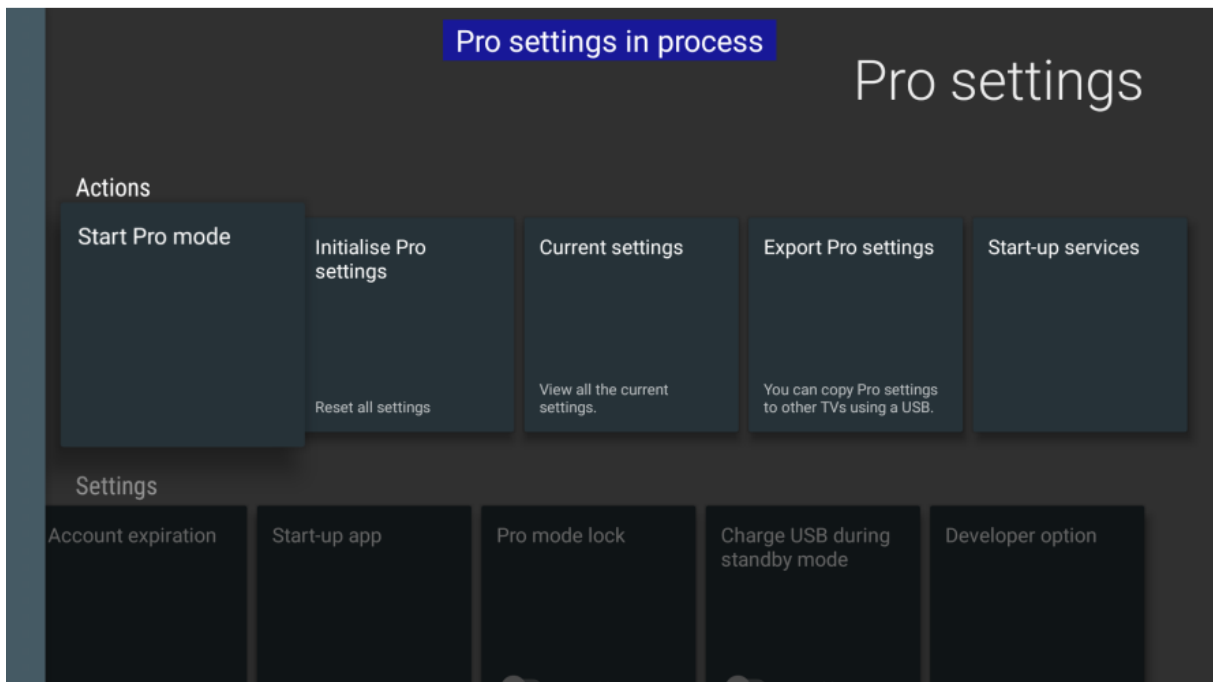 Pro settings in process
Pro settings
Actions
Start Pro mode
Initialise Pro
settings
Reset all settings
Current settings
View all the current
settings.
Export Pro settings
You can copy Pro settings
to other TVs using a USB.
Start-up services
Settings
Account expiration
Start-up app
Pro mode lock
Charge USB during
standby mode
Developer option